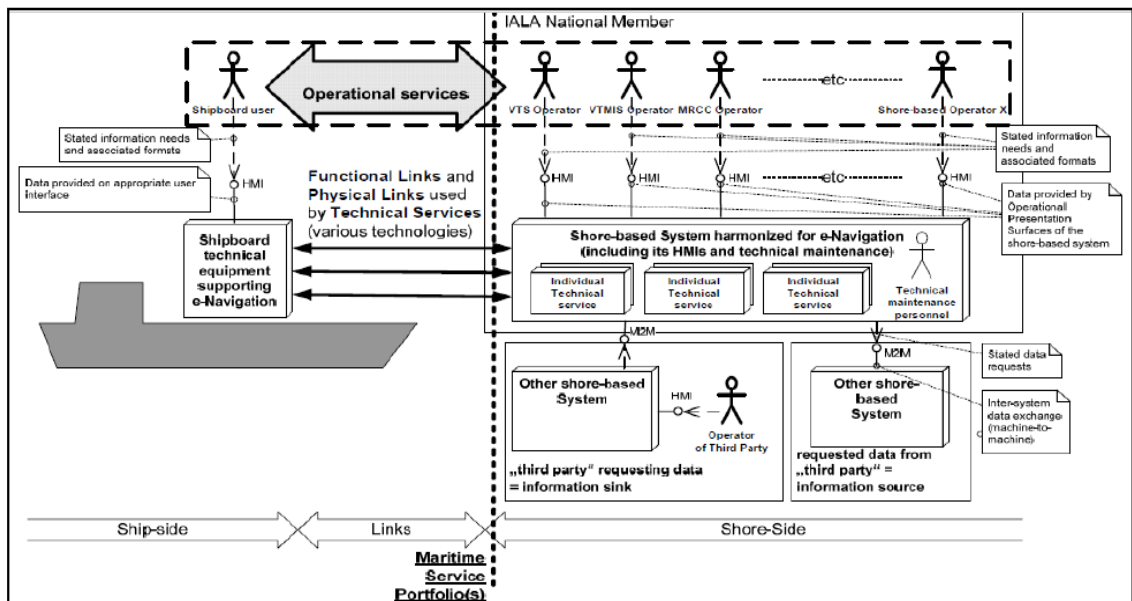 IALA National Member
Operational services
Shipboard user
VTS Operator
VTMIS Operator
MRCC Operator
etc
Shore-based Operator X
Stated information needs
and associated formats
Data provided on appropriate user
interface
HMI
Functional Links and
Physical Links used
by Technical Services
(various technologies)
HMI
HMI
HMI
etc
HMI
Stated information
needs and
associated formats
Data provided by
Operational
Presentation
Surfaces of the
shore-based system
Shipboard
technical
equipment
supporting
e-Navigation
Shore-based System harmonized for e-Navigation
(including its HMIs and technical maintenance)
Individual
Technical
service
Individual
Technical
service
Individual
Technical
service
Technical
maintenance
personnel
M2M
M2M
Stated data
requests
Other shore-based
System
HMI
Operator
of Third Party
„third party“ requesting data
= information sink
Other shore-
based
System
requested data from
„third party“ =
information source
Inter-system
data exchange
(machine-to-
machine)
Ship-side
Links
Shore-Side
Maritime
Service
Portfolio(s)